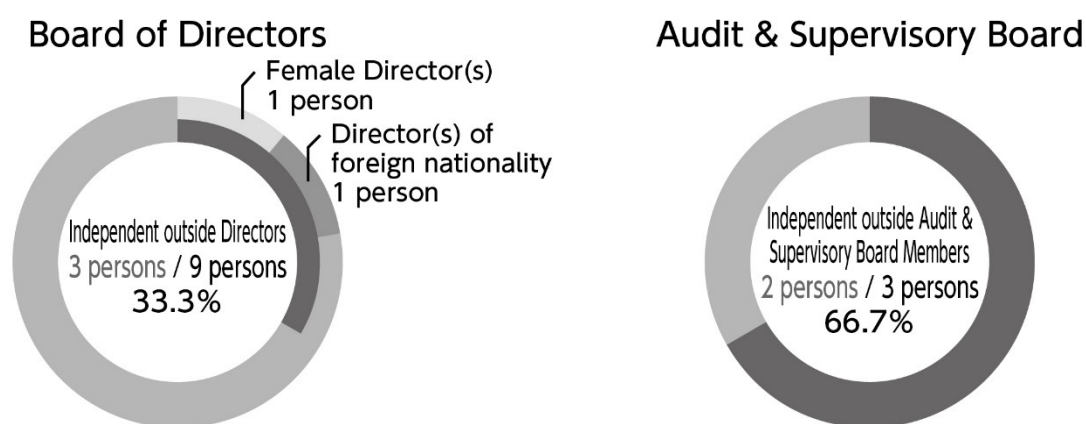 Board of Directors
Female Director(s)
1 person
Director(s) of
foreign nationality
1 person
Independent outside Directors
3 persons / 9 persons
33.3%
Audit & Supervisory Board
Independent outside Audit &
Supervisory Board Members
2 persons / 3 persons
66.7%